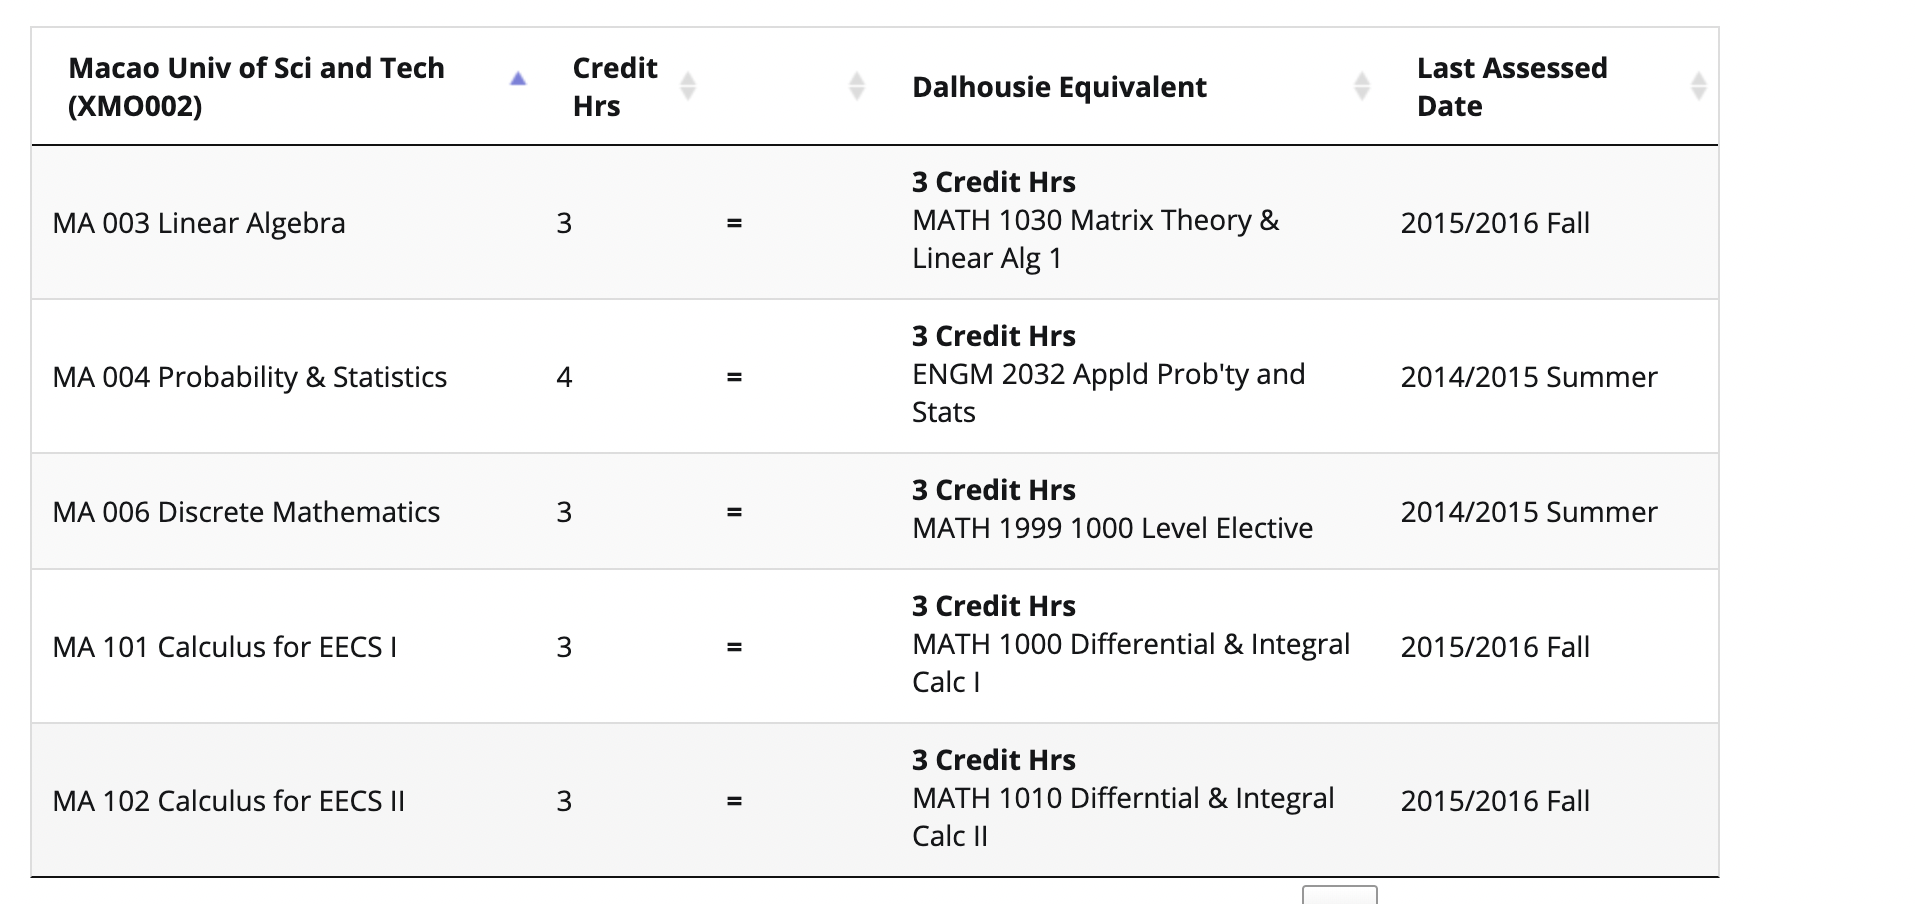 Macao Univ of Sci and Tech
(XMO002)
Credit
Hrs
Dalhousie Equivalent
Last Assessed
Date
MA 003 Linear Algebra
3
=
3 Credit Hrs
MATH 1030 Matrix Theory &
Linear Alg 1
2015/2016 Fall
MA 004 Probability & Statistics
4
=
3 Credit Hrs
ENGM 2032 Appld Prob'ty and
Stats
2014/2015 Summer
MA 006 Discrete Mathematics
3
=
3 Credit Hrs
MATH 1999 1000 Level Elective
2014/2015 Summer
MA 101 Calculus for EECS I
3
=
3 Credit Hrs
MATH 1000 Differential & Integral
Calc I
2015/2016 Fall
MA 102 Calculus for EECS II
3
=
3 Credit Hrs
MATH 1010 Differntial & Integral
Calc II
2015/2016 Fall